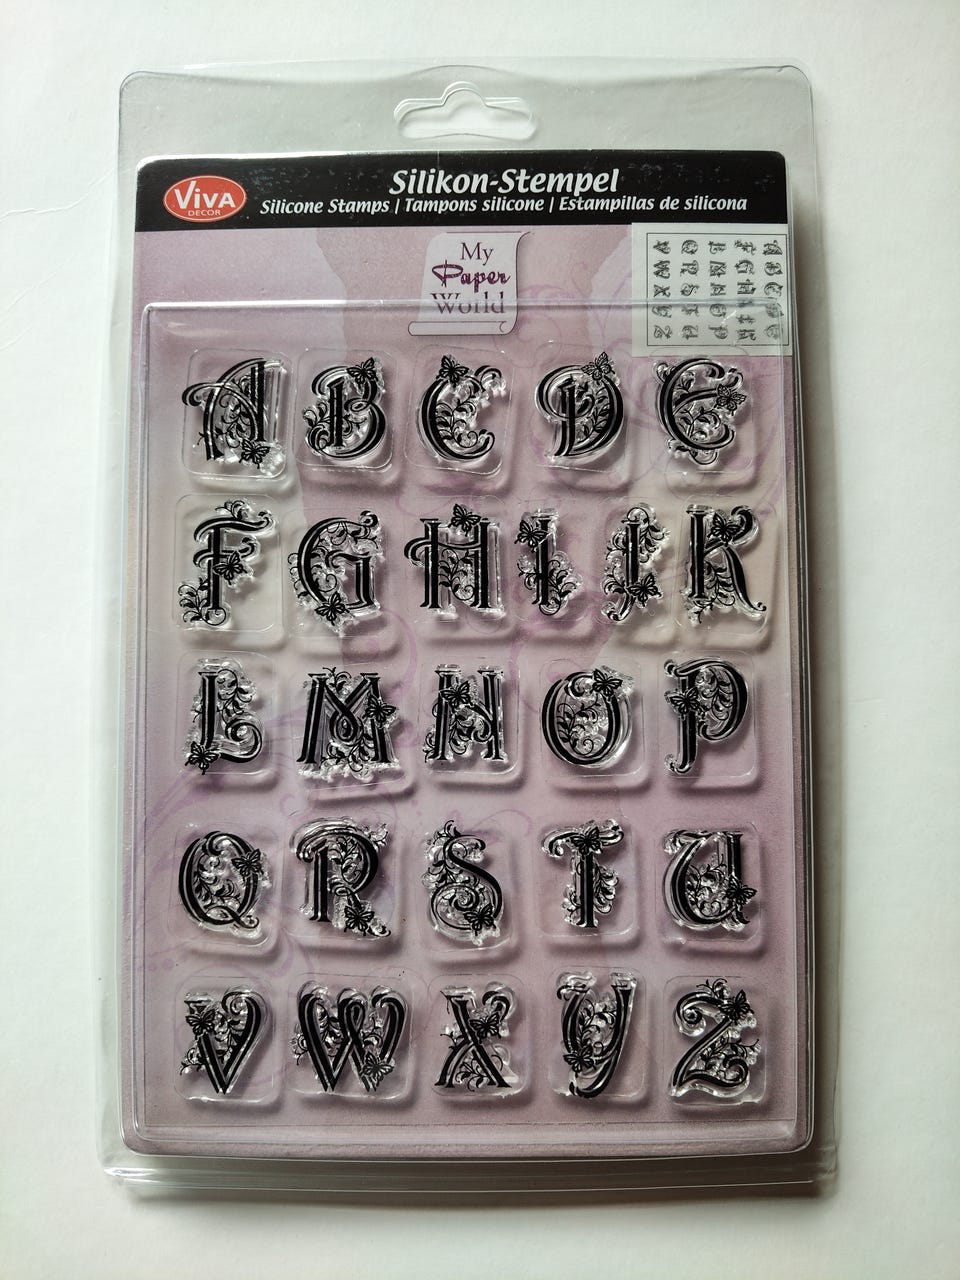 Silikon-Stempel
VIVA
DECOR
Silicone Stamps | Tampons silicone | Estampillas de silicona
My
Paper
World
A B C D E
F G H I J K
L M N O P
Q R S T U
V W X Y Z